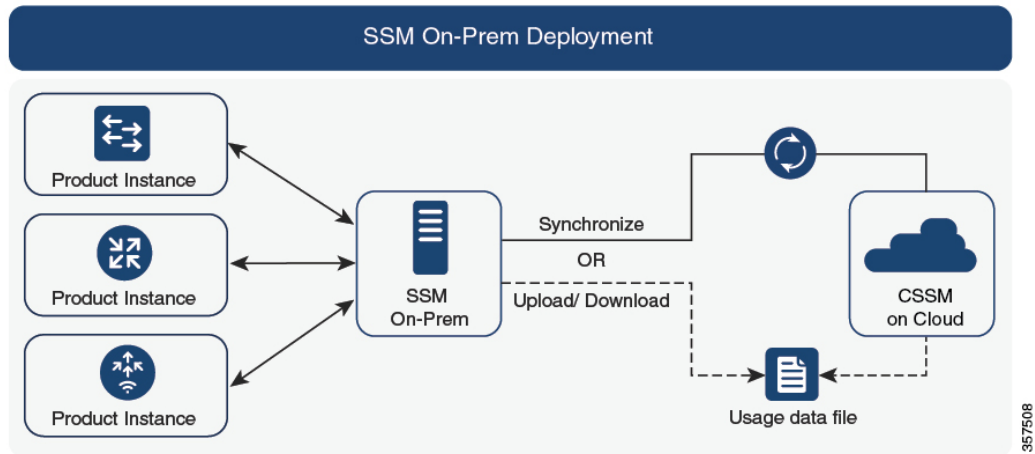 SSM On-Prem Deployment
Product Instance
Product Instance
Product Instance
SSM
On-Prem
Synchronize
OR
Upload/ Download
CSSM
on Cloud
Usage data file
357508